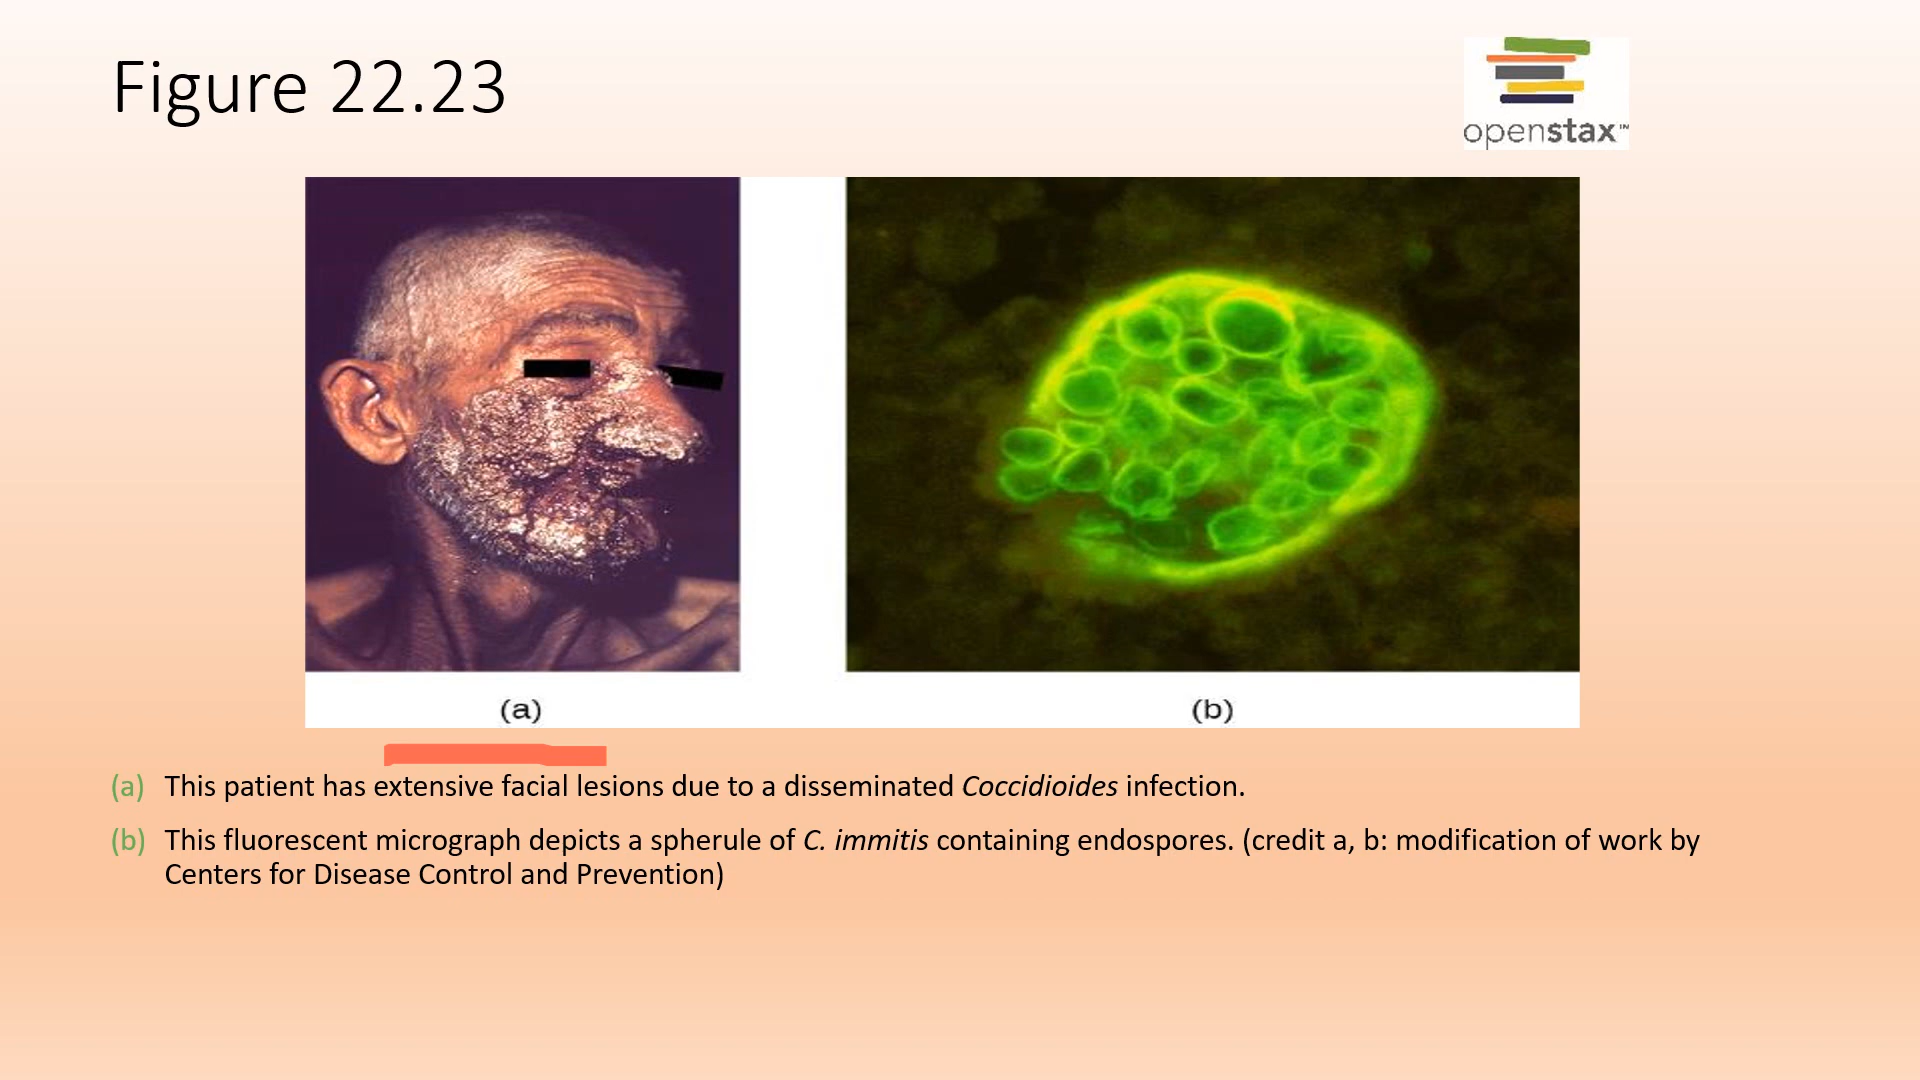 Figure 22.23
openstax™
(a)
(b)
(a) This patient has extensive facial lesions due to a disseminated Coccidioides infection.
(b) This fluorescent micrograph depicts a spherule of C. immitis containing endospores. (credit a, b: modification of work by
Centers for Disease Control and Prevention)